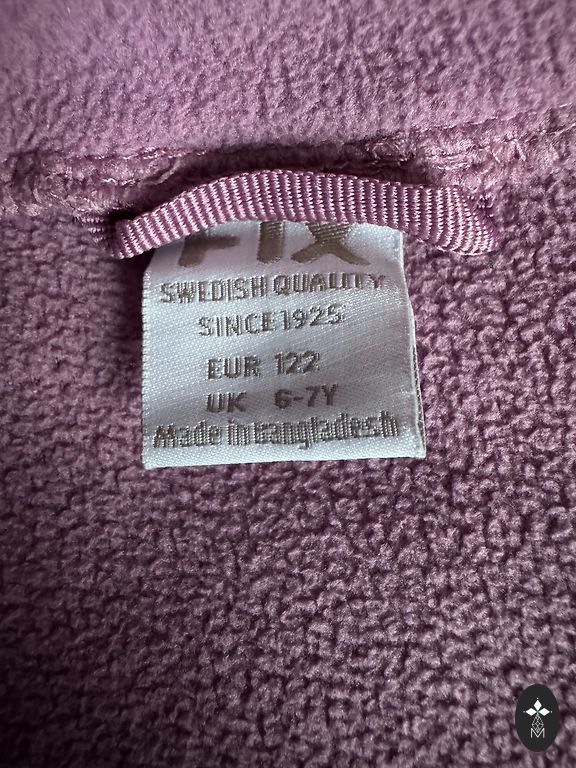 FIX
SWEDISH QUALITY
SINCE 1925
EUR 122
UK 6-7Y
Made in Bangladesh
M